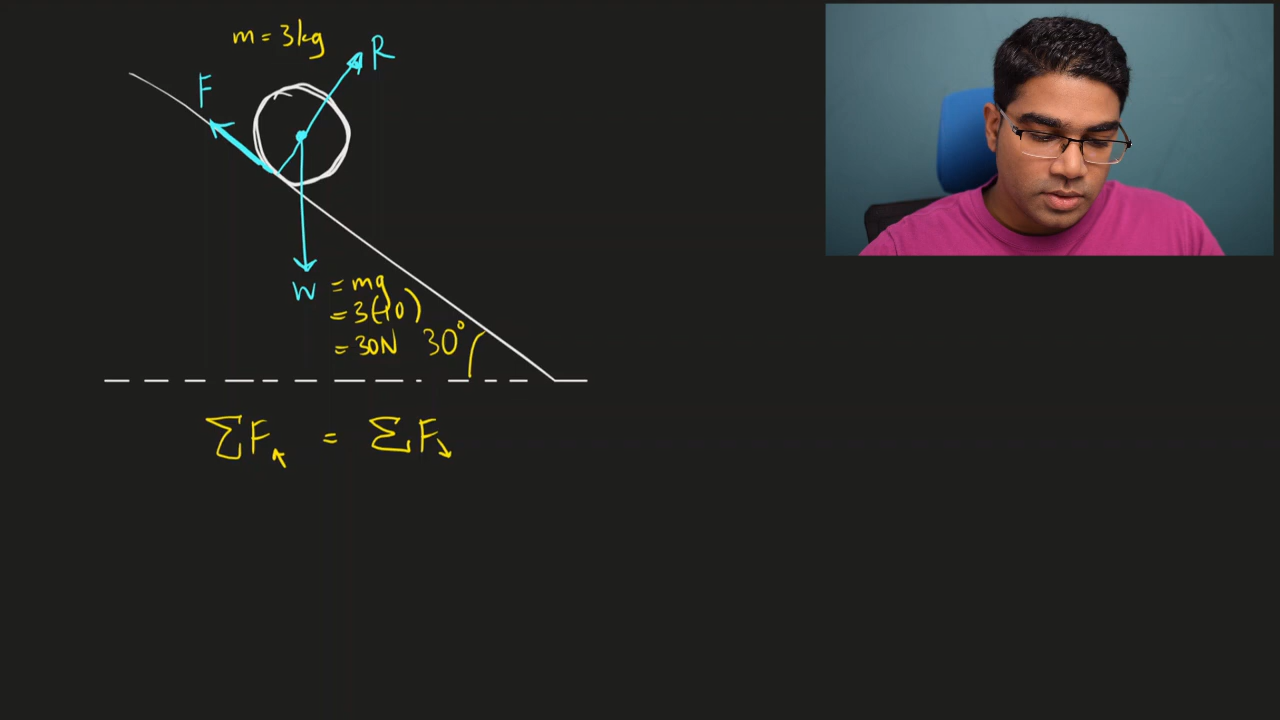 m = 3kg
R
F
W = mg
= 3(10)
= 30N
30°
ΣF↖ = ΣF↘